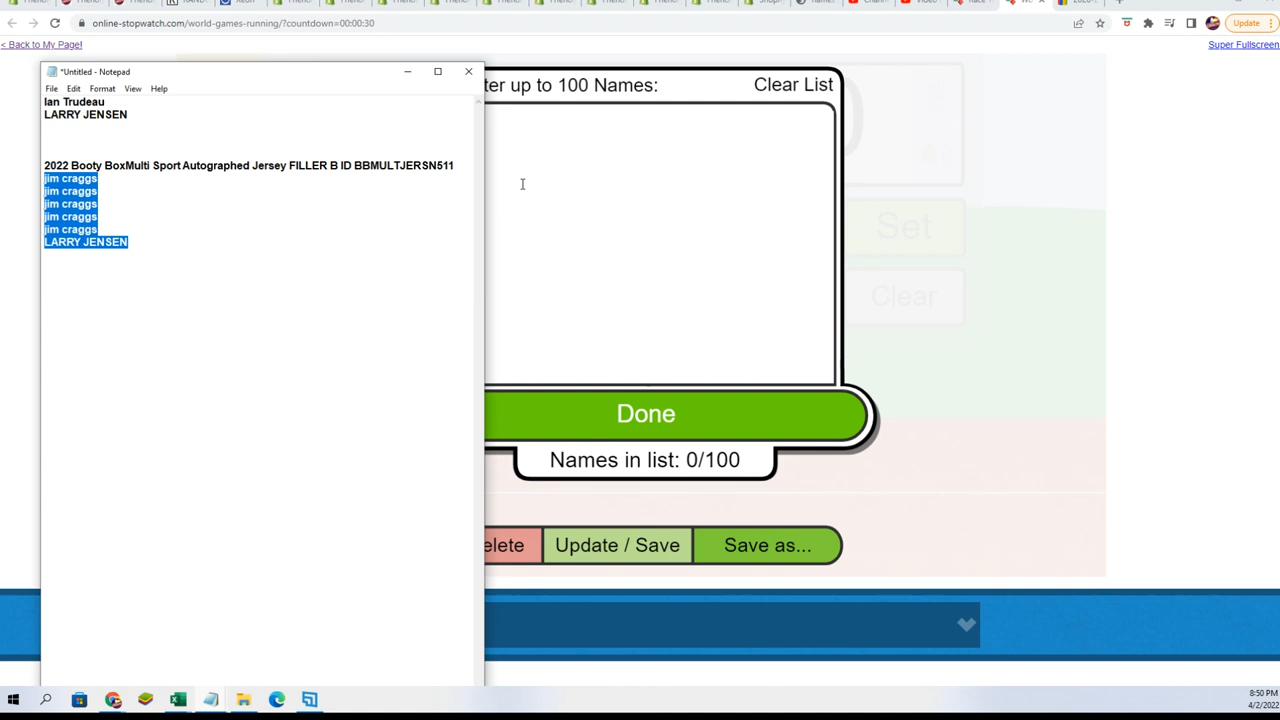 online-stopwatch.com/world-games-running/?countdown=00:00:30
Update
< Back to My Page!
Super Fullscreen
*Untitled - Notepad
File Edit Format View Help
Ian Trudeau
LARRY JENSEN
2022 Booty BoxMulti Sport Autographed Jersey FILLER B ID BBMULTJERSN511
jim craggs
jim craggs
jim craggs
jim craggs
jim craggs
LARRY JENSEN
ter up to 100 Names:
Clear List
Set
Clear
Done
Names in list: 0/100
elete
Update / Save
Save as...
8:50 PM
4/2/2022